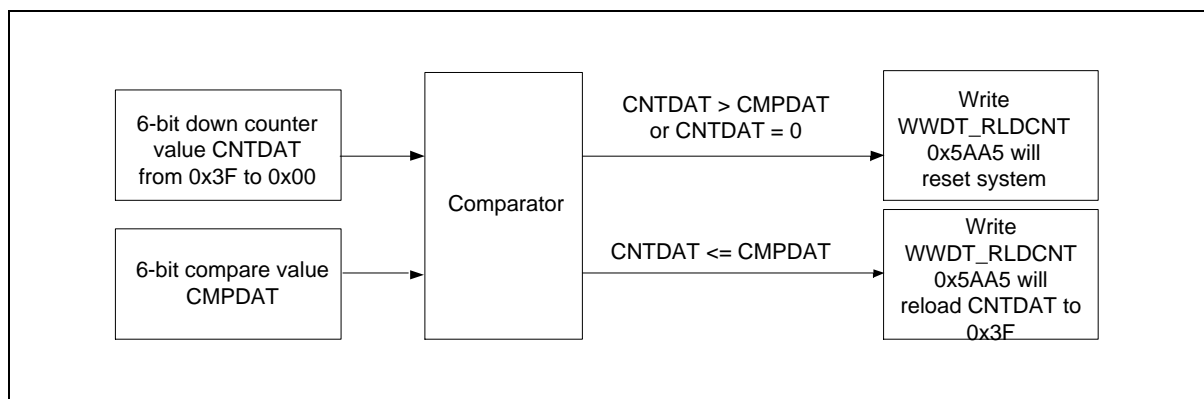 6-bit down counter
value CNTDAT
from 0x3F to 0x00
6-bit compare value
CMPDAT
Comparator
CNTDAT > CMPDAT
or CNTDAT = 0
CNTDAT <= CMPDAT
Write
WWDT_RLDCNT
0x5AA5 will
reset system
Write
WWDT_RLDCNT
0x5AA5 will
reload CNTDAT to
0x3F